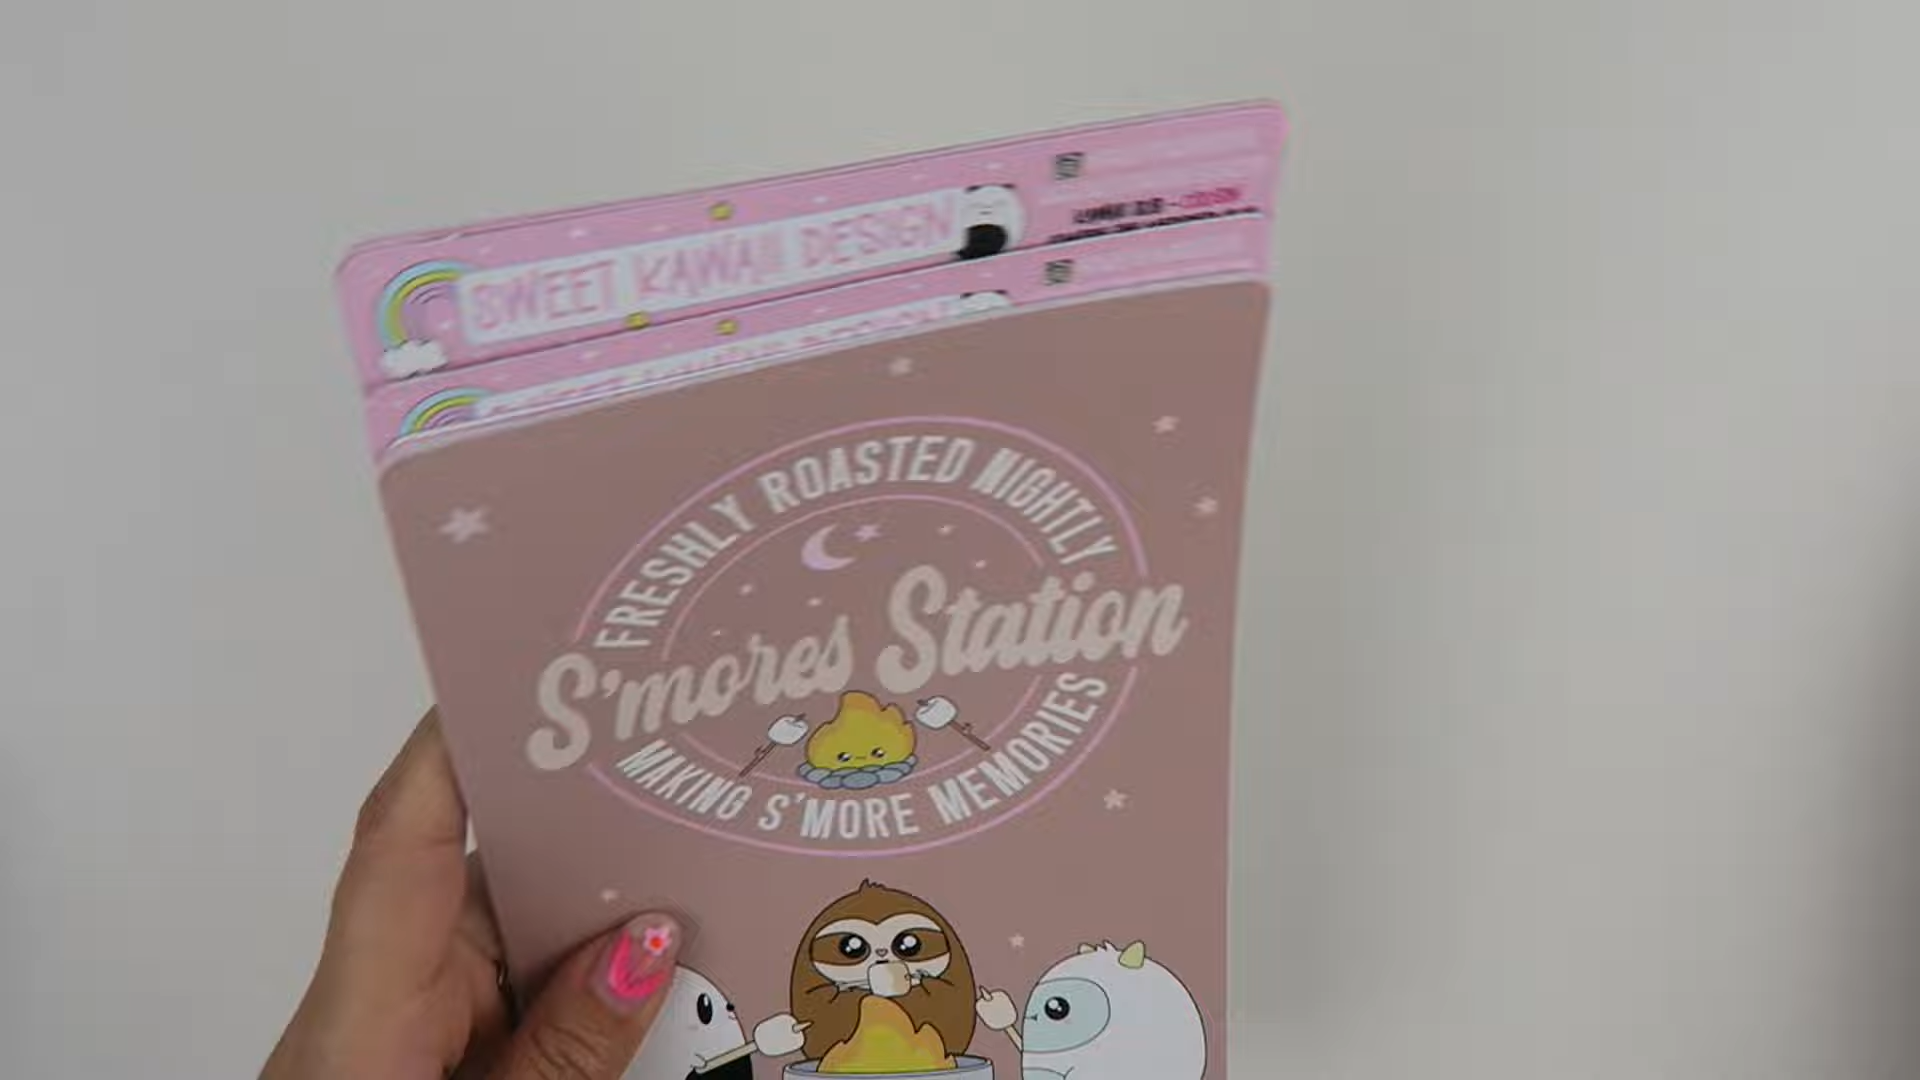 SWEET KAWAII DESIGN
FRESHLY ROASTED NIGHTLY
S'mores Station
MAKING S'MORE MEMORIES